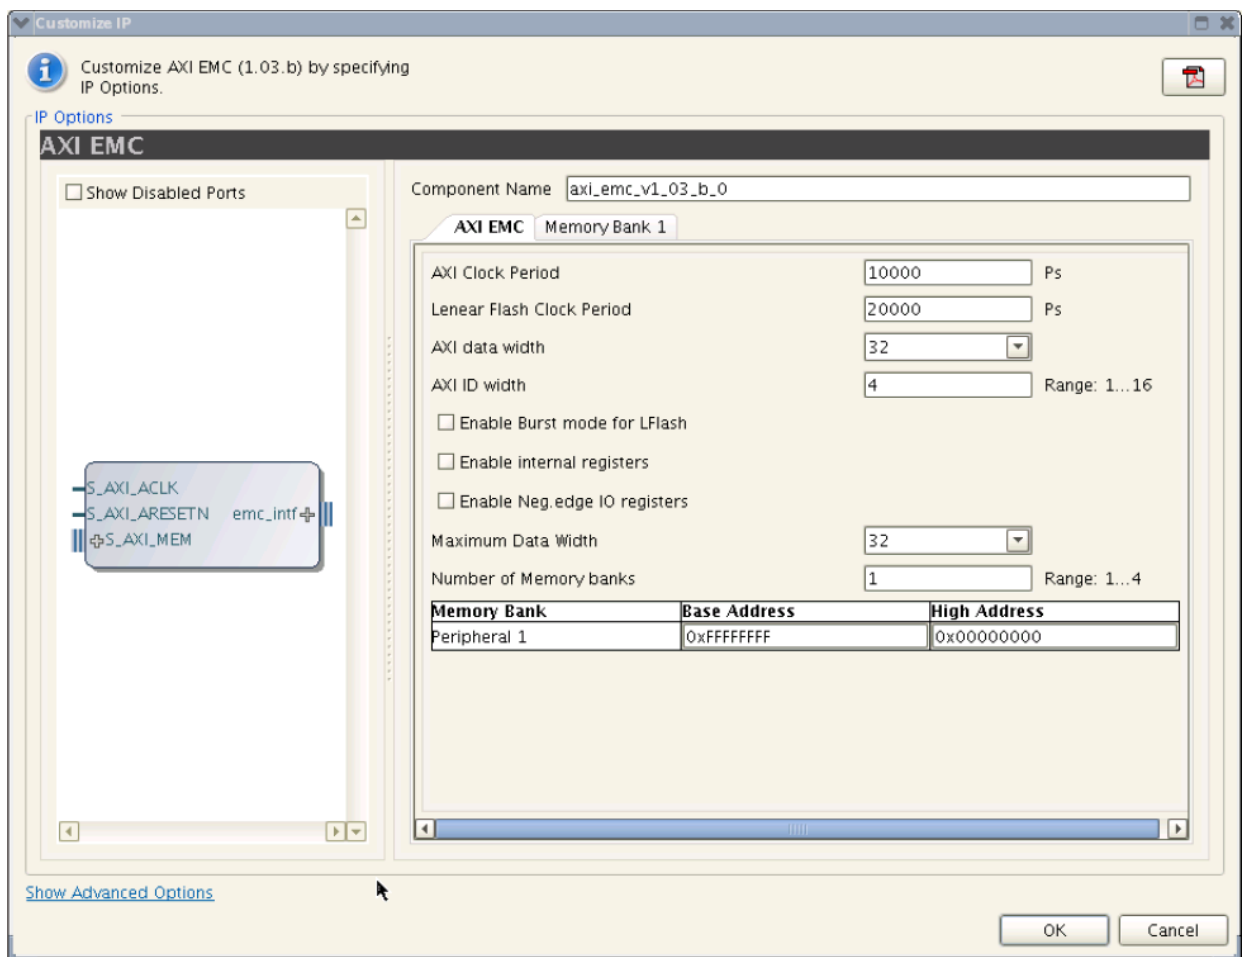 Customize IP
Customize AXI EMC (1.03.b) by specifying
IP Options.
IP Options
AXI EMC
Show Disabled Ports
S_AXI_ACLK
S_AXI_ARESETN emc_intf
S_AXI_MEM
Component Name axi_emc_v1_03_b_0
AXI EMC Memory Bank 1
AXI Clock Period 10000 Ps
Lenear Flash Clock Period 20000 Ps
AXI data width 32
AXI ID width 4 Range: 1...16
Enable Burst mode for LFlash
Enable internal registers
Enable Neg.edge IO registers
Maximum Data Width 32
Number of Memory banks 1 Range: 1...4
Memory Bank Base Address High Address
Peripheral 1 0xFFFFFFFF 0x00000000
Show Advanced Options
OK Cancel